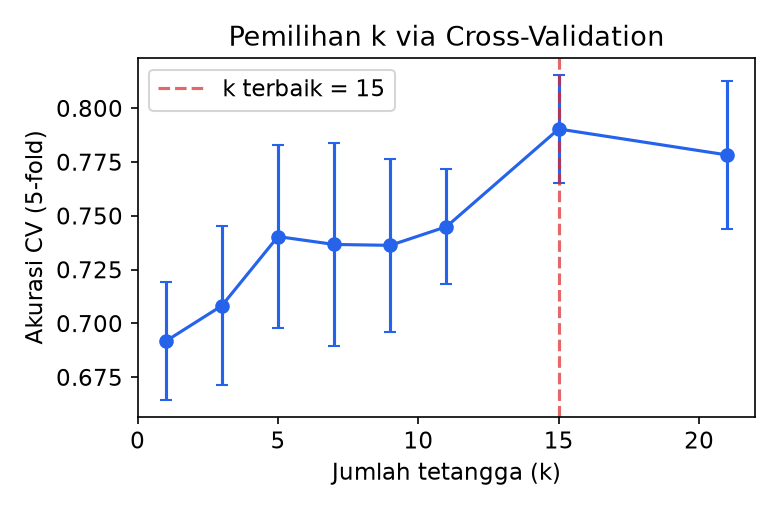 Pemilihan k via Cross-Validation
k terbaik = 15
Akurasi CV (5-fold)
0.800
0.775
0.750
0.725
0.700
0.675
0 5 10 15 20
Jumlah tetangga (k)